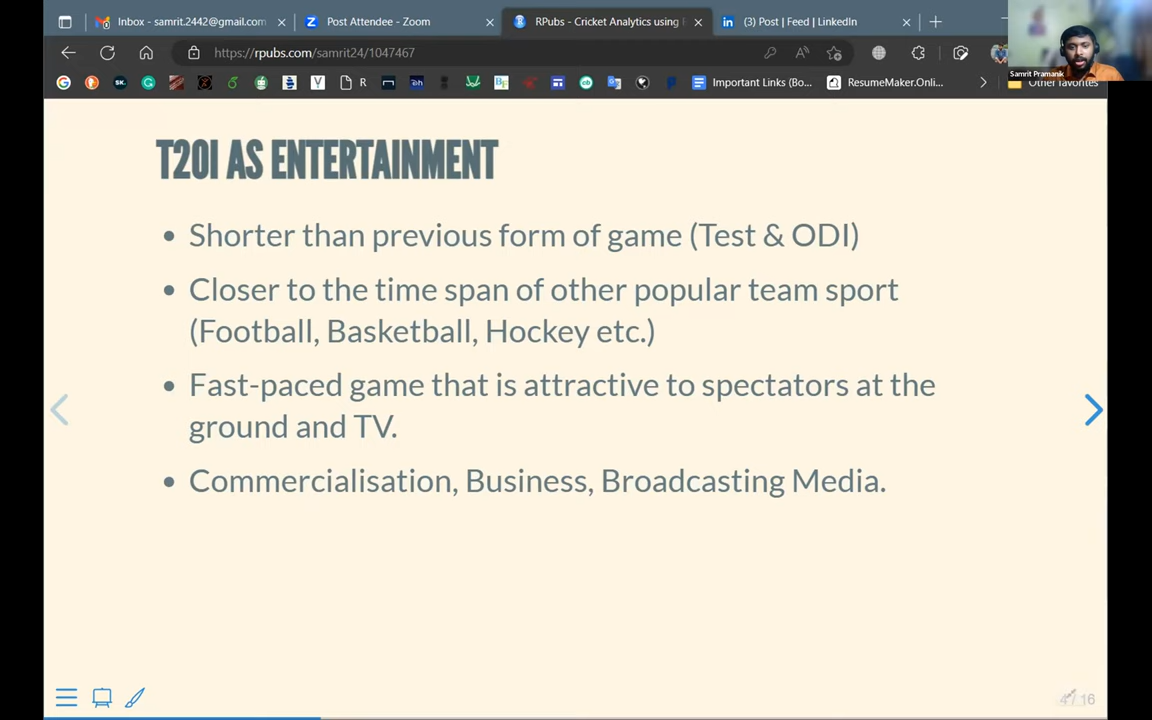 Inbox - samrit.2442@gmail.com
Post Attendee - Zoom
RPubs - Cricket Analytics using
(3) Post | Feed | LinkedIn
https://rpubs.com/samrit24/1047467
Samrit Pramanik
R
Important Links (Bo...
ResumeMaker.Onli...
Other favorites
T20I AS ENTERTAINMENT
• Shorter than previous form of game (Test & ODI)
• Closer to the time span of other popular team sport
(Football, Basketball, Hockey etc.)
• Fast-paced game that is attractive to spectators at the
ground and TV.
• Commercialisation, Business, Broadcasting Media.
4 / 16